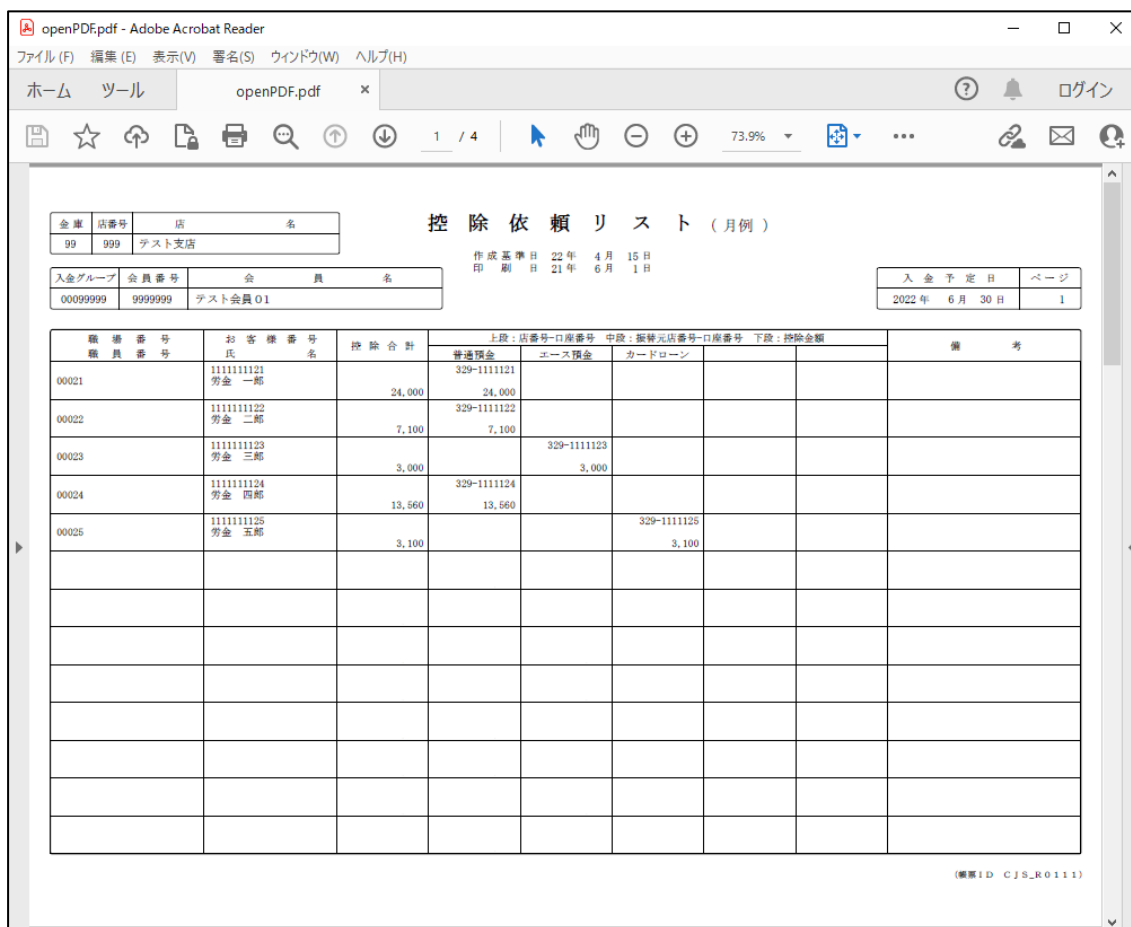 openPDF.pdf - Adobe Acrobat Reader
ファイル(F) 編集(E) 表示(V) 署名(S) ウィンドウ(W) ヘルプ(H)
ホーム ツール openPDF.pdf × ログイン
1 / 4 73.9%
控除依頼リスト(月例)
金庫 店番号 店名
99 999 テスト支店
作成基準日 22年 4月 15日
印刷日 21年 6月 1日
入金グループ 会員番号 会員名
00099999 9999999 テスト会員01
入金予定日 ページ
2022年 6月 30日 1
職場番号 お客様番号 控除合計 上段:店番号-口座番号 中段:振替元店番号-口座番号 下段:控除金額 備考
職員番号 氏名 普通預金 エース預金 カードローン
1111111121 329-1111121
00021 労金 一郎
24,000 24,000
1111111122 329-1111122
00022 労金 二郎
7,100 7,100
1111111123 329-1111123
00023 労金 三郎
3,000 3,000
1111111124 329-1111124
00024 労金 四郎
13,560 13,560
1111111125 329-1111125
00025 労金 五郎
3,100 3,100
(帳票ID CJS_R0111)